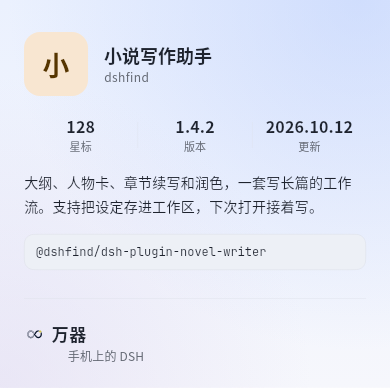 小
小说写作助手
dshfind
128
星标
1.4.2
版本
2026.10.12
更新
大纲、人物卡、章节续写和润色，一套写长篇的工作
流。支持把设定存进工作区，下次打开接着写。
@dshfind/dsh-plugin-novel-writer
万器
手机上的 DSH